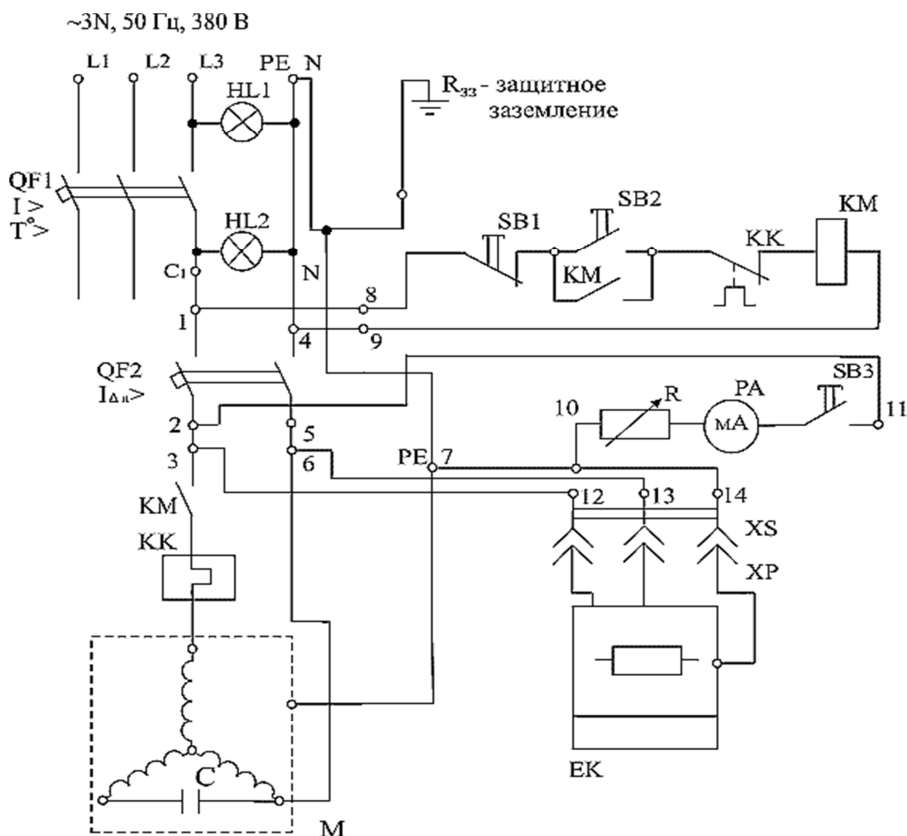 ~3N, 50 Гц, 380 В
L1 L2 L3 PE N
HL1
Rзз - защитное
заземление
QF1
I >
T°>
HL2
N
C1
SB1
SB2
KM
KK
KM
1
8
4
9
QF2
IΔn>
2
5
3
6
PE 7
10
R
PA
мА
SB3
11
12
13
14
KM
KK
XS
XP
C
EK
M